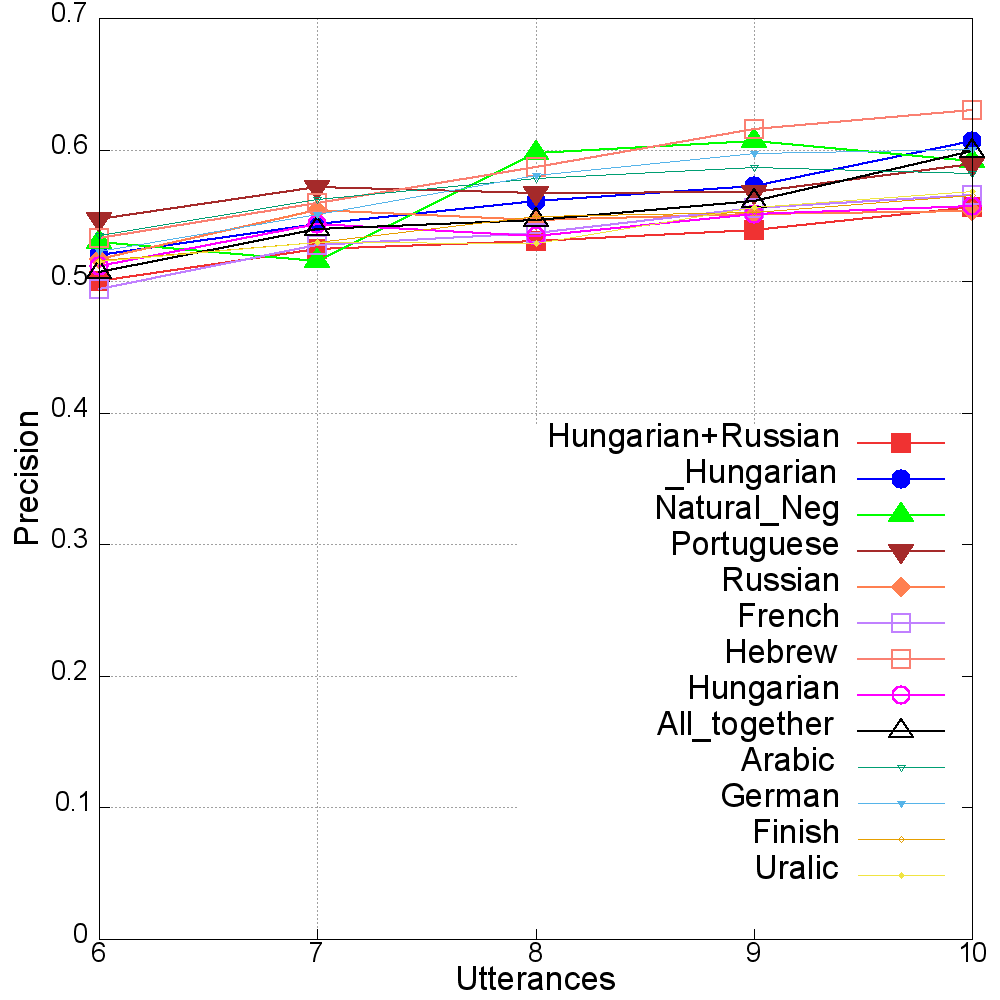 0.7
0.6
0.5
0.4
0.3
0.2
0.1
0
Precision
Hungarian+Russian
_Hungarian
Natural_Neg
Portuguese
Russian
French
Hebrew
Hungarian
All_together
Arabic
German
Finish
Uralic
6 7 8 9 10
Utterances